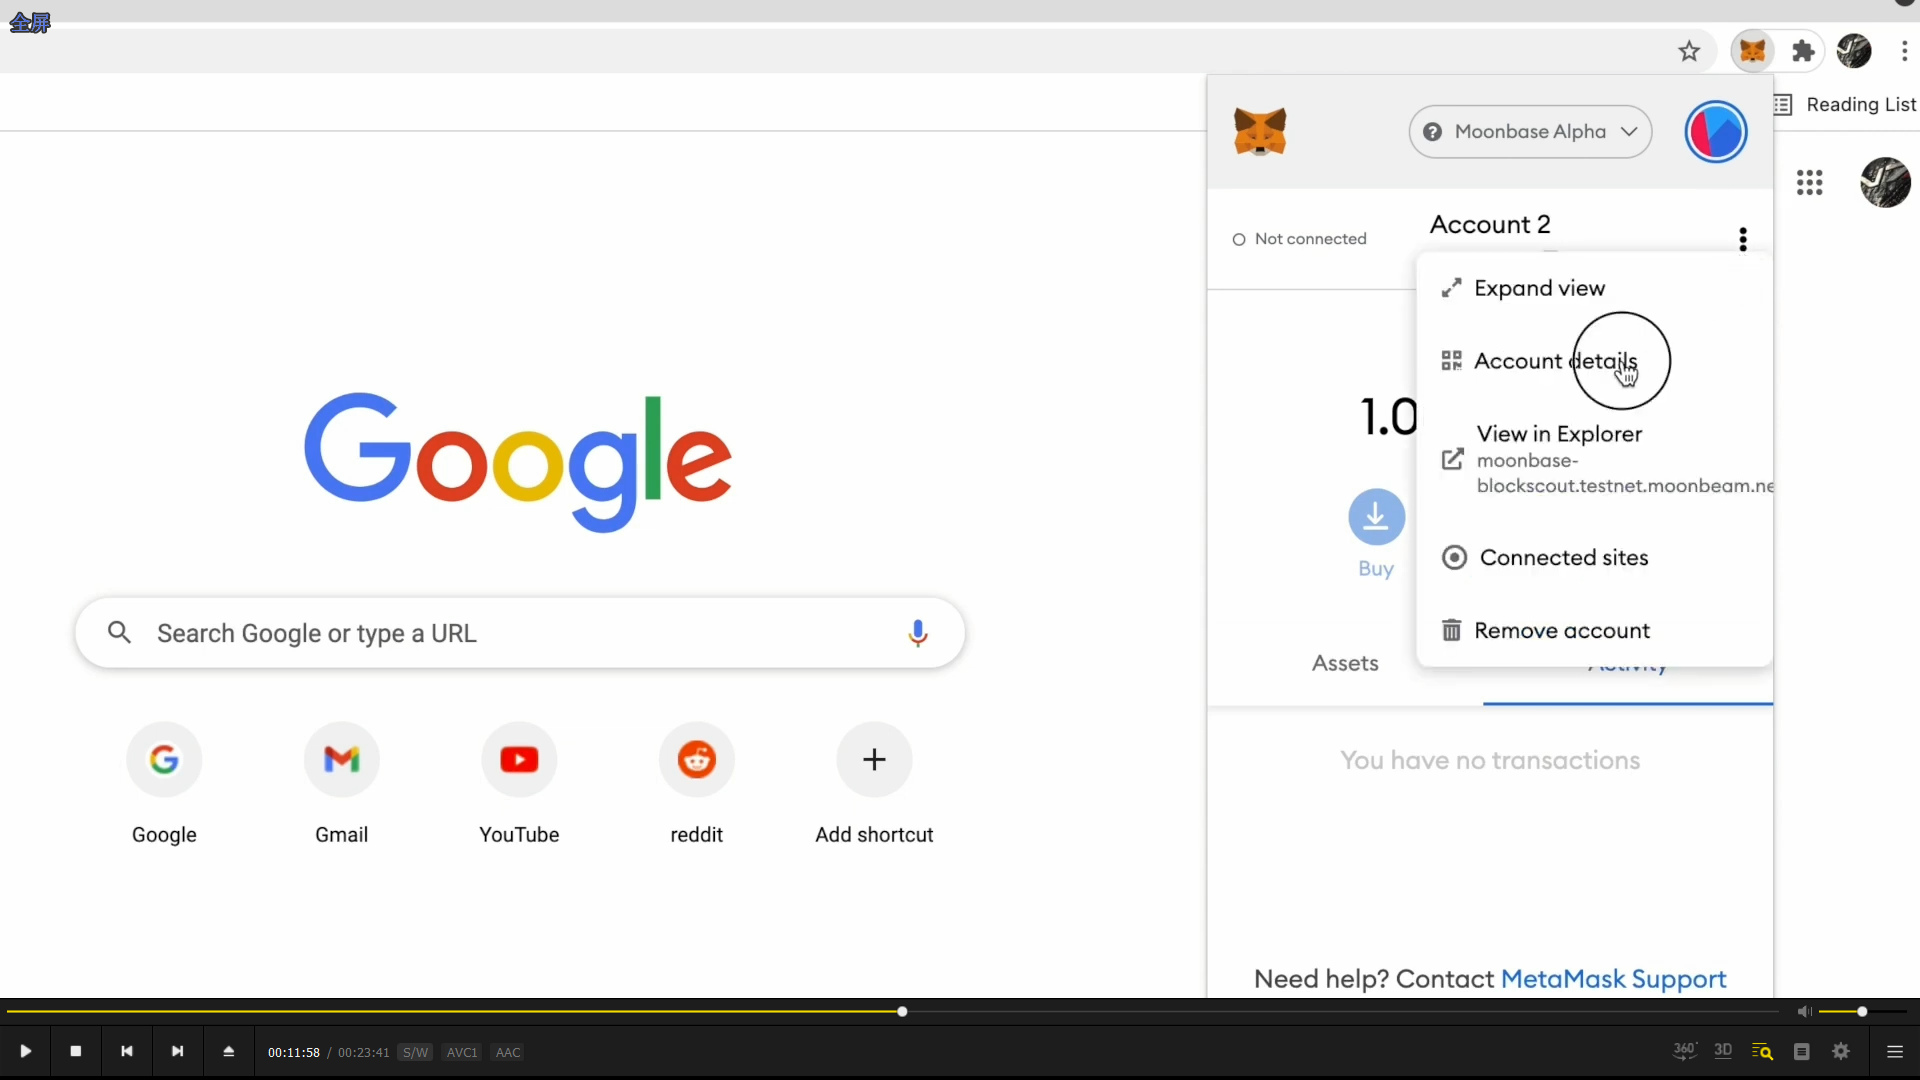 全屏
Reading List
Moonbase Alpha
Account 2
Not connected
Expand view
Account details
1.0
View in Explorer
moonbase-
blockscout.testnet.moonbeam.ne
Buy
Connected sites
Remove account
Assets
Activity
You have no transactions
Need help? Contact MetaMask Support
Google
Search Google or type a URL
Google
Gmail
YouTube
reddit
Add shortcut
00:11:58 / 00:23:41 S/W AVC1 AAC
360°
3D